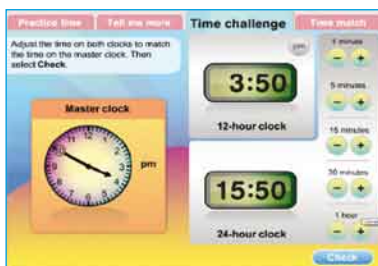 Practice time
Tell me more
Time challenge
Time match
Adjust the time on both clocks to match
the time on the master clock. Then
select Check.
Master clock
pm
pm
3:50
12-hour clock
15:50
24-hour clock
1 minute
5 minutes
15 minutes
30 minutes
1 hour
Check